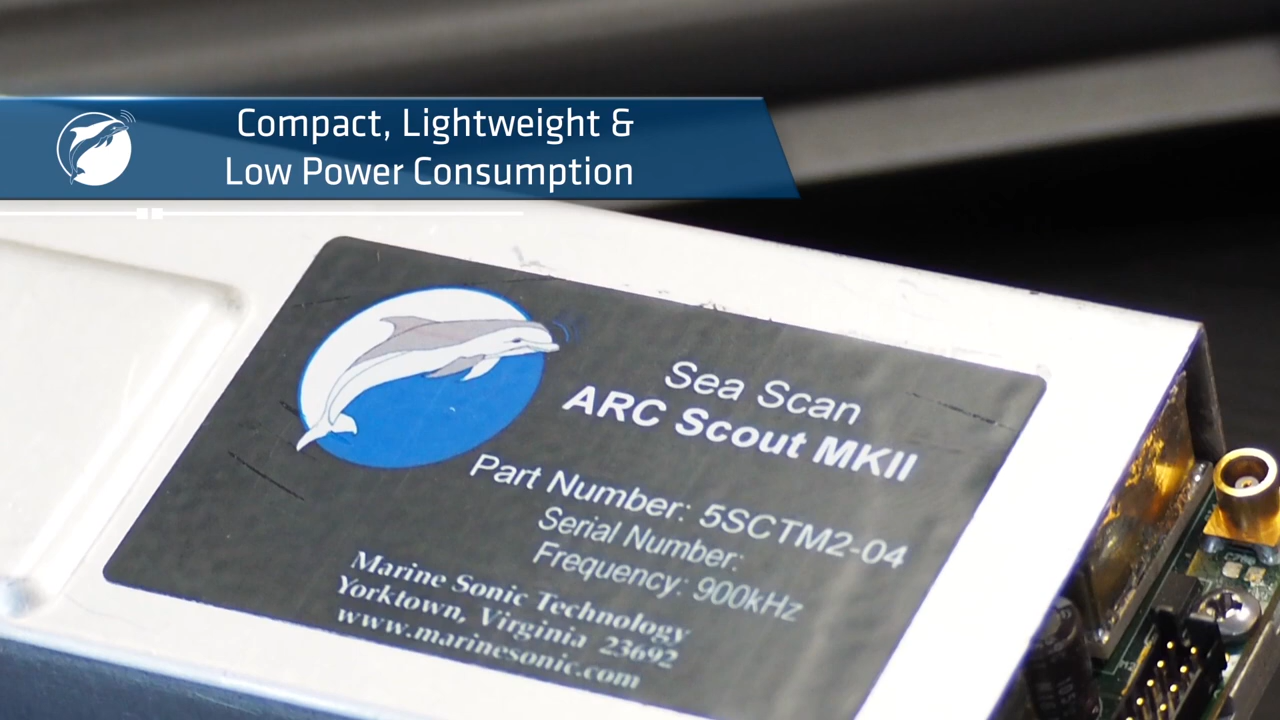 Compact, Lightweight &
Low Power Consumption
Sea Scan
ARC Scout MKII
Part Number: 5SCTM2-04
Serial Number:
Frequency: 900kHz
Marine Sonic Technology
Yorktown, Virginia 23692
www.marinesonic.com